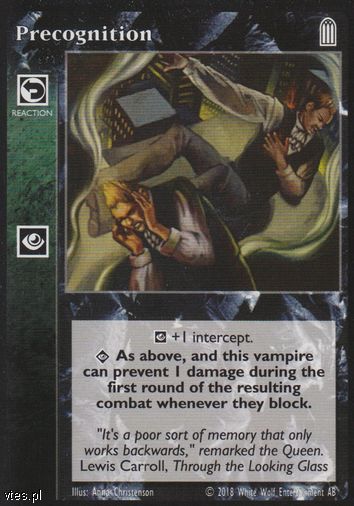 Precognition
REACTION
+1 intercept.
As above, and this vampire
can prevent 1 damage during the
first round of the resulting
combat whenever they block.
"It's a poor sort of memory that only
works backwards," remarked the Queen.
Lewis Carroll, Through the Looking Glass
vtes.pl
Illus: Anna Christenson
© 2018 White Wolf Entertainment AB